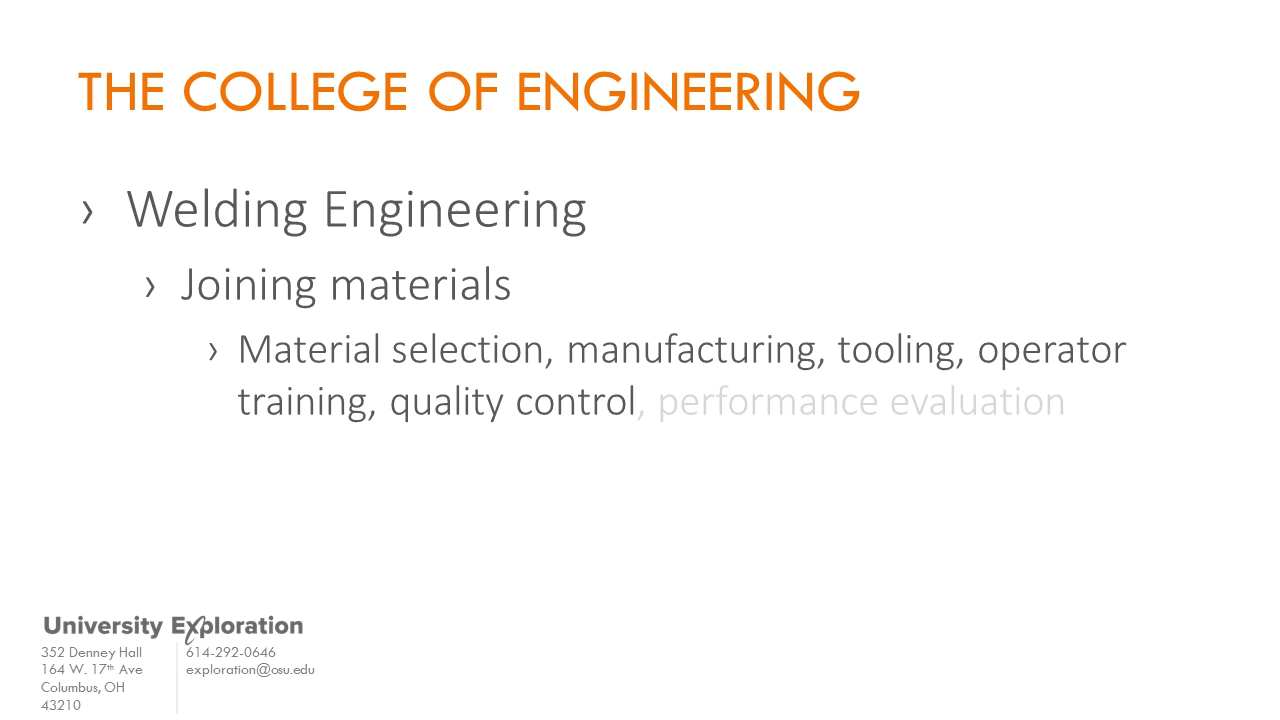 THE COLLEGE OF ENGINEERING
› Welding Engineering
› Joining materials
› Material selection, manufacturing, tooling, operator
training, quality control, performance evaluation
University Exploration
352 Denney Hall
164 W. 17th Ave
Columbus, OH
43210
614-292-0646
exploration@osu.edu